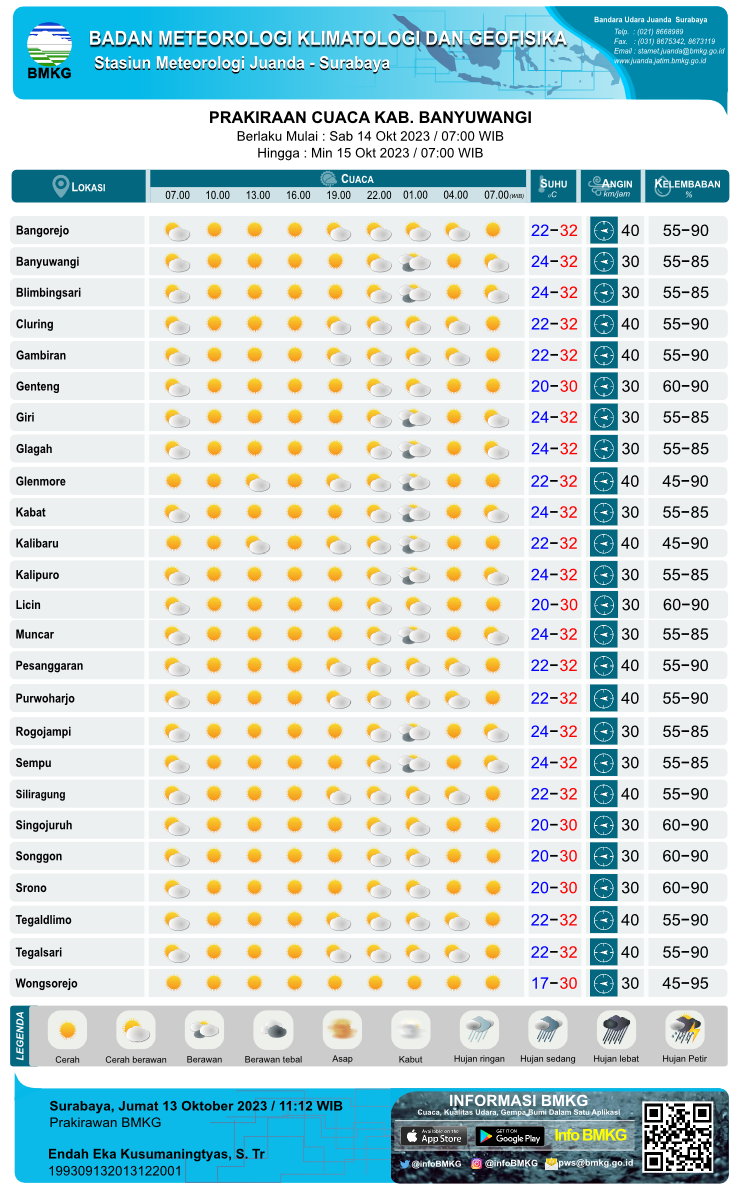 BMKG
BADAN METEOROLOGI KLIMATOLOGI DAN GEOFISIKA
Stasiun Meteorologi Juanda - Surabaya
Bandara Udara Juanda Surabaya
Telp. : (021) 8668989
Fax. : (031) 8675342, 8673119
Email : stamet.juanda@bmkg.go.id
www.juanda.jatim.bmkg.go.id
PRAKIRAAN CUACA KAB. BANYUWANGI
Berlaku Mulai : Sab 14 Okt 2023 / 07:00 WIB
Hingga : Min 15 Okt 2023 / 07:00 WIB
LOKASI CUACA SUHU °C ANGIN km/jam KELEMBABAN %
07.00 10.00 13.00 16.00 19.00 22.00 01.00 04.00 07.00 (WIB)
Bangorejo 22-32 40 55-90
Banyuwangi 24-32 30 55-85
Blimbingsari 24-32 30 55-85
Cluring 22-32 40 55-90
Gambiran 22-32 40 55-90
Genteng 20-30 30 60-90
Giri 24-32 30 55-85
Glagah 24-32 30 55-85
Glenmore 22-32 40 45-90
Kabat 24-32 30 55-85
Kalibaru 22-32 40 45-90
Kalipuro 24-32 30 55-85
Licin 20-30 30 60-90
Muncar 24-32 30 55-85
Pesanggaran 22-32 40 55-90
Purwoharjo 22-32 40 55-90
Rogojampi 24-32 30 55-85
Sempu 24-32 30 55-85
Siliragung 22-32 40 55-90
Singojuruh 20-30 30 60-90
Songgon 20-30 30 60-90
Srono 20-30 30 60-90
Tegaldlimo 22-32 40 55-90
Tegalsari 22-32 40 55-90
Wongsorejo 17-30 30 45-95
LEGENDA
Cerah Cerah berawan Berawan Berawan tebal Asap Kabut Hujan ringan Hujan sedang Hujan lebat Hujan Petir
Surabaya, Jumat 13 Oktober 2023 / 11:12 WIB
Prakirawan BMKG
Endah Eka Kusumaningtyas, S. Tr
199309132013122001
INFORMASI BMKG
Cuaca, Kualitas Udara, Gempa Bumi Dalam Satu Aplikasi
Available on the App Store GET IT ON Google Play Info BMKG
@infoBMKG @infoBMKG pws@bmkg.go.id